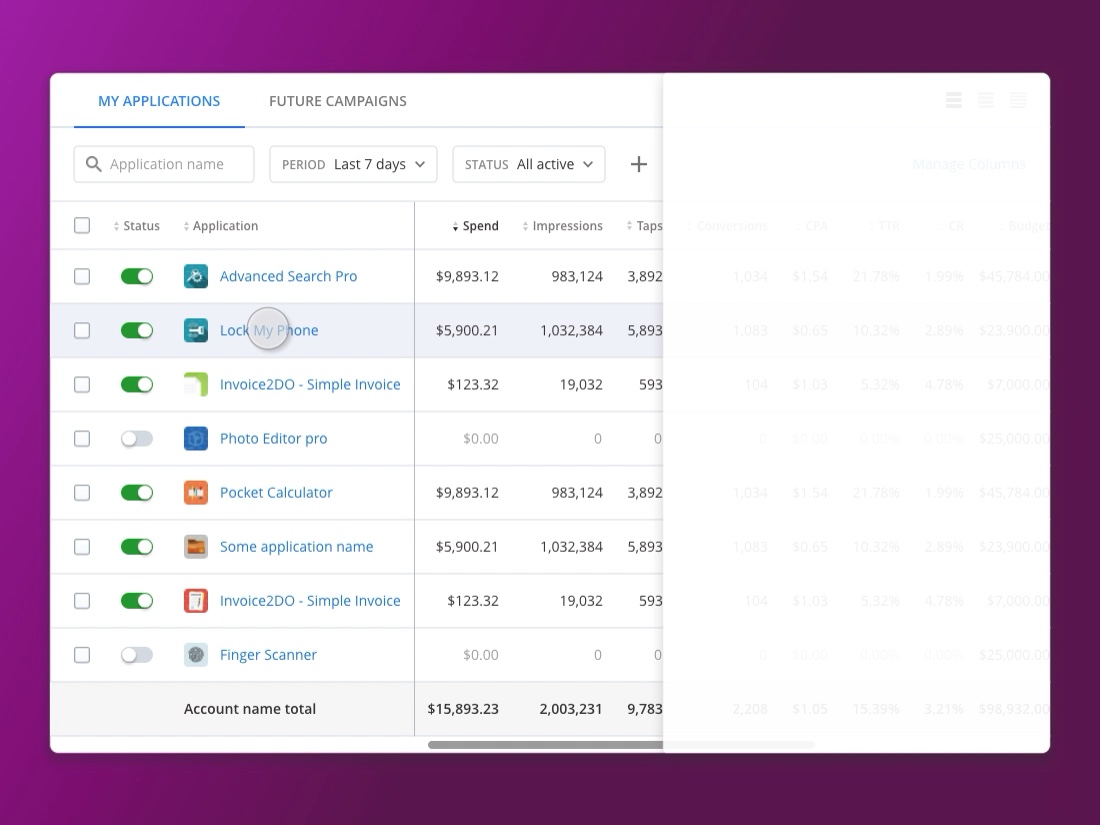 MY APPLICATIONS FUTURE CAMPAIGNS
Application name PERIOD Last 7 days STATUS All active Manage Columns
Status Application Spend Impressions Taps Conversions CPA TTR CR Budget
Advanced Search Pro $9,893.12 983,124 3,892 1,034 $1.54 21.78% 1.99% $45,784.00
Lock My Phone $5,900.21 1,032,384 5,893 1,083 $0.65 10.32% 2.89% $23,900.00
Invoice2DO - Simple Invoice $123.32 19,032 593 104 $1.03 5.32% 4.78% $7,000.00
Photo Editor pro $0.00 0 0 0 $0.00 0.00% 0.00% $25,000.00
Pocket Calculator $9,893.12 983,124 3,892 1,034 $1.54 21.78% 1.99% $45,784.00
Some application name $5,900.21 1,032,384 5,893 1,083 $0.65 10.32% 2.89% $23,900.00
Invoice2DO - Simple Invoice $123.32 19,032 593 104 $1.03 5.32% 4.78% $7,000.00
Finger Scanner $0.00 0 0 0 $0.00 0.00% 0.00% $25,000.00
Account name total $15,893.23 2,003,231 9,783 2,208 $1.05 15.39% 3.21% $98,932.00